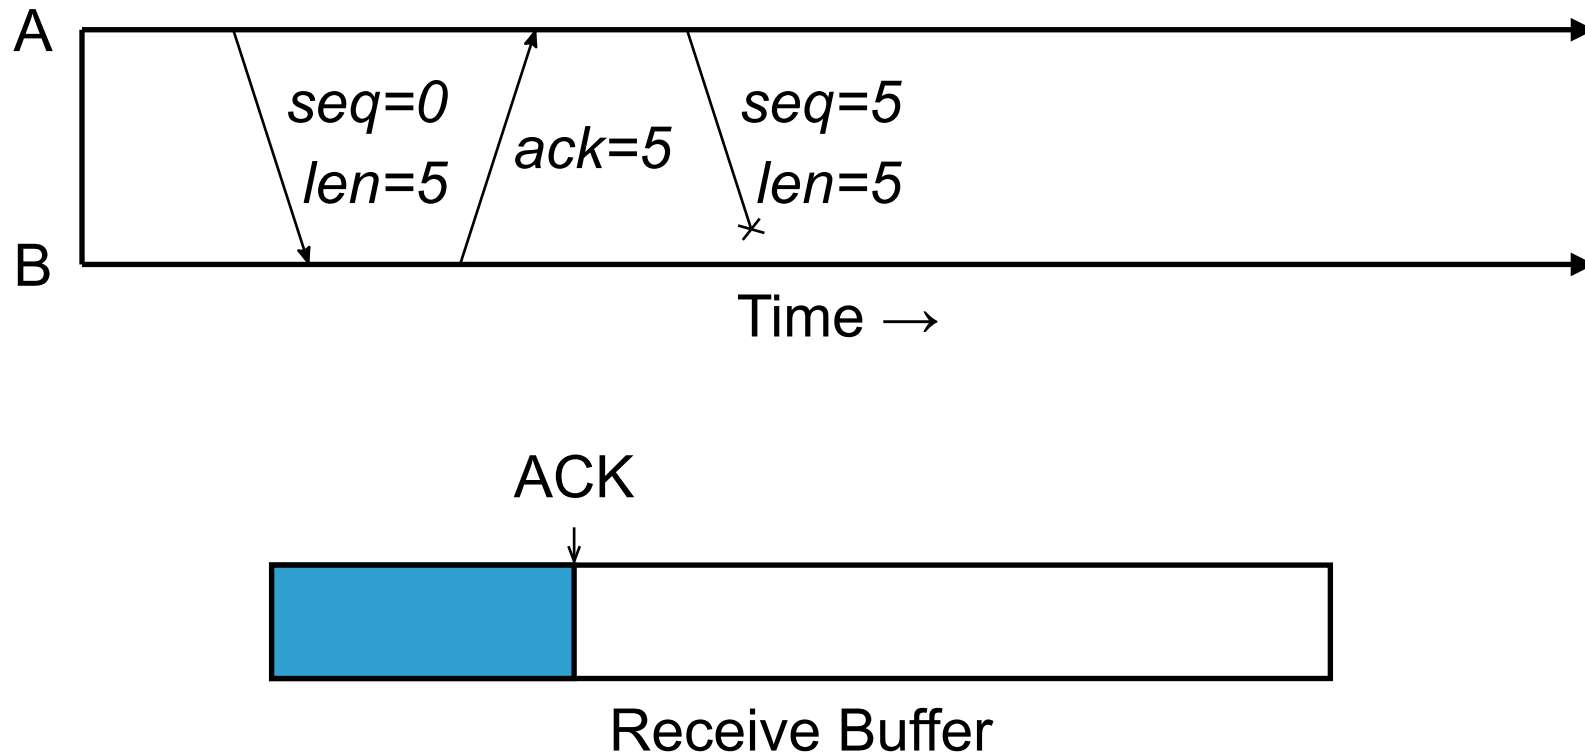 A
seq=0
len=5
ack=5
seq=5
len=5
B
Time →
ACK
Receive Buffer